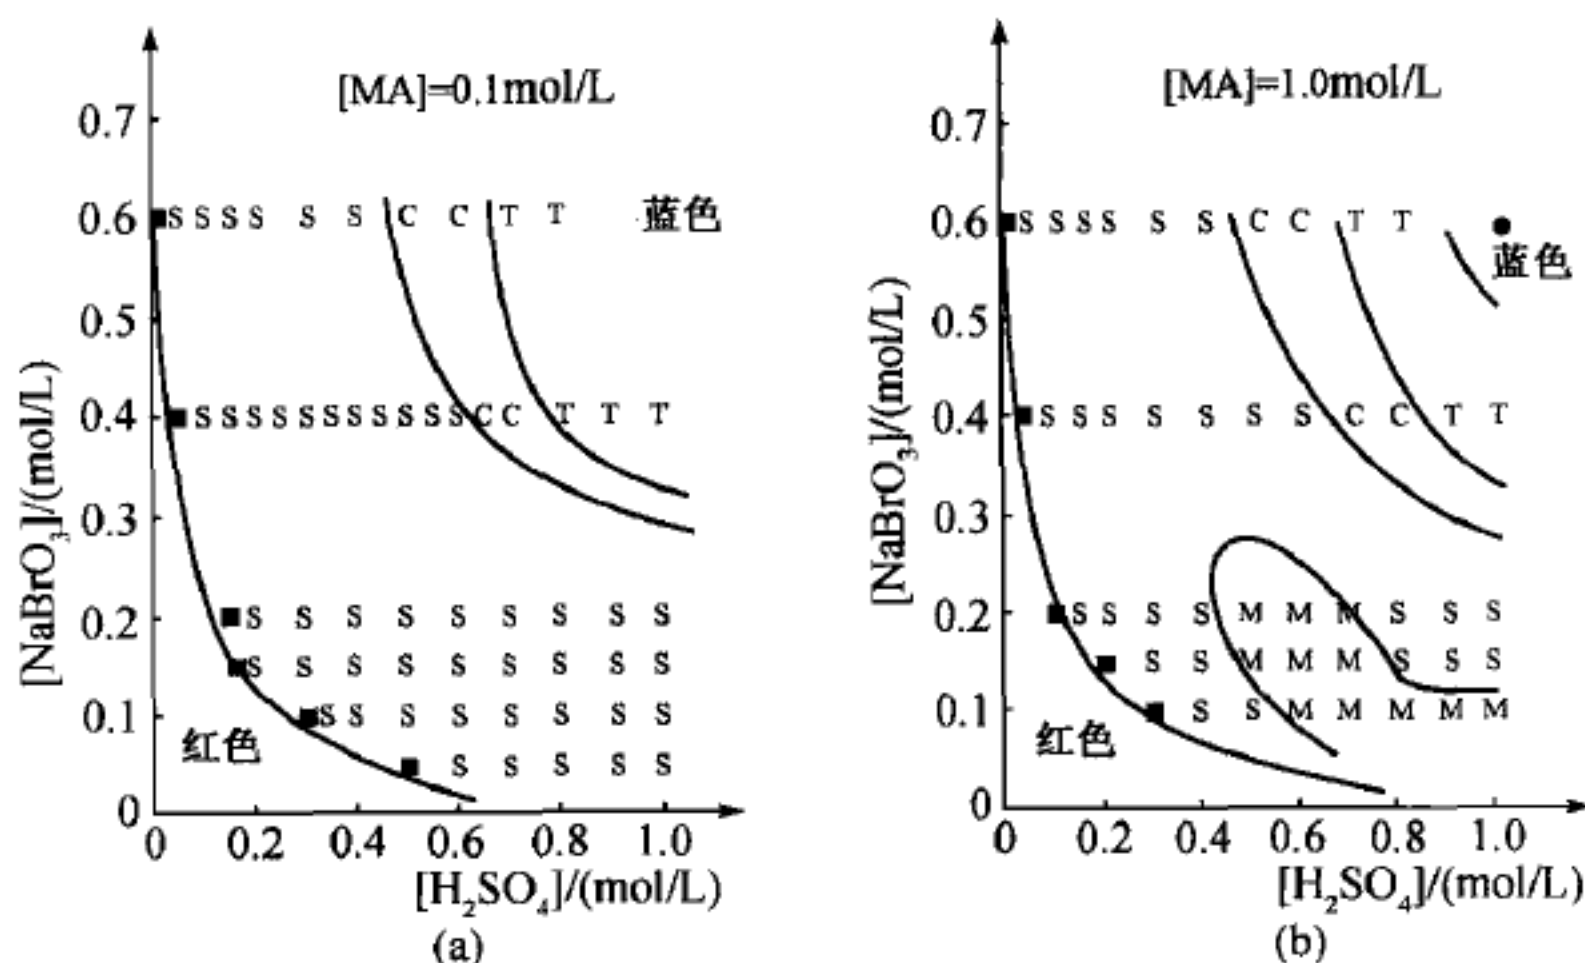 [MA]=0.1mol/L
0.7
0.6 S S S S S S C C T T 蓝色
0.5
0.4 S S S S S S S S S S S C C T T T
0.3
0.2 S S S S S S S S S
S S S S S S S S S
0.1 S S S S S S S S
红色
S S S S S
0
0 0.2 0.4 0.6 0.8 1.0
[NaBrO₃]/(mol/L)
[H₂SO₄]/(mol/L)
(a)
[MA]=1.0mol/L
0.7
0.6 S S S S S S C C T T
蓝色
0.5
0.4 S S S S S S S C C T T
0.3
0.2 S S S S M M M S S S
S S M M M S S S
0.1 S S M M M M M
红色
0
0 0.2 0.4 0.6 0.8 1.0
[NaBrO₃]/(mol/L)
[H₂SO₄]/(mol/L)
(b)